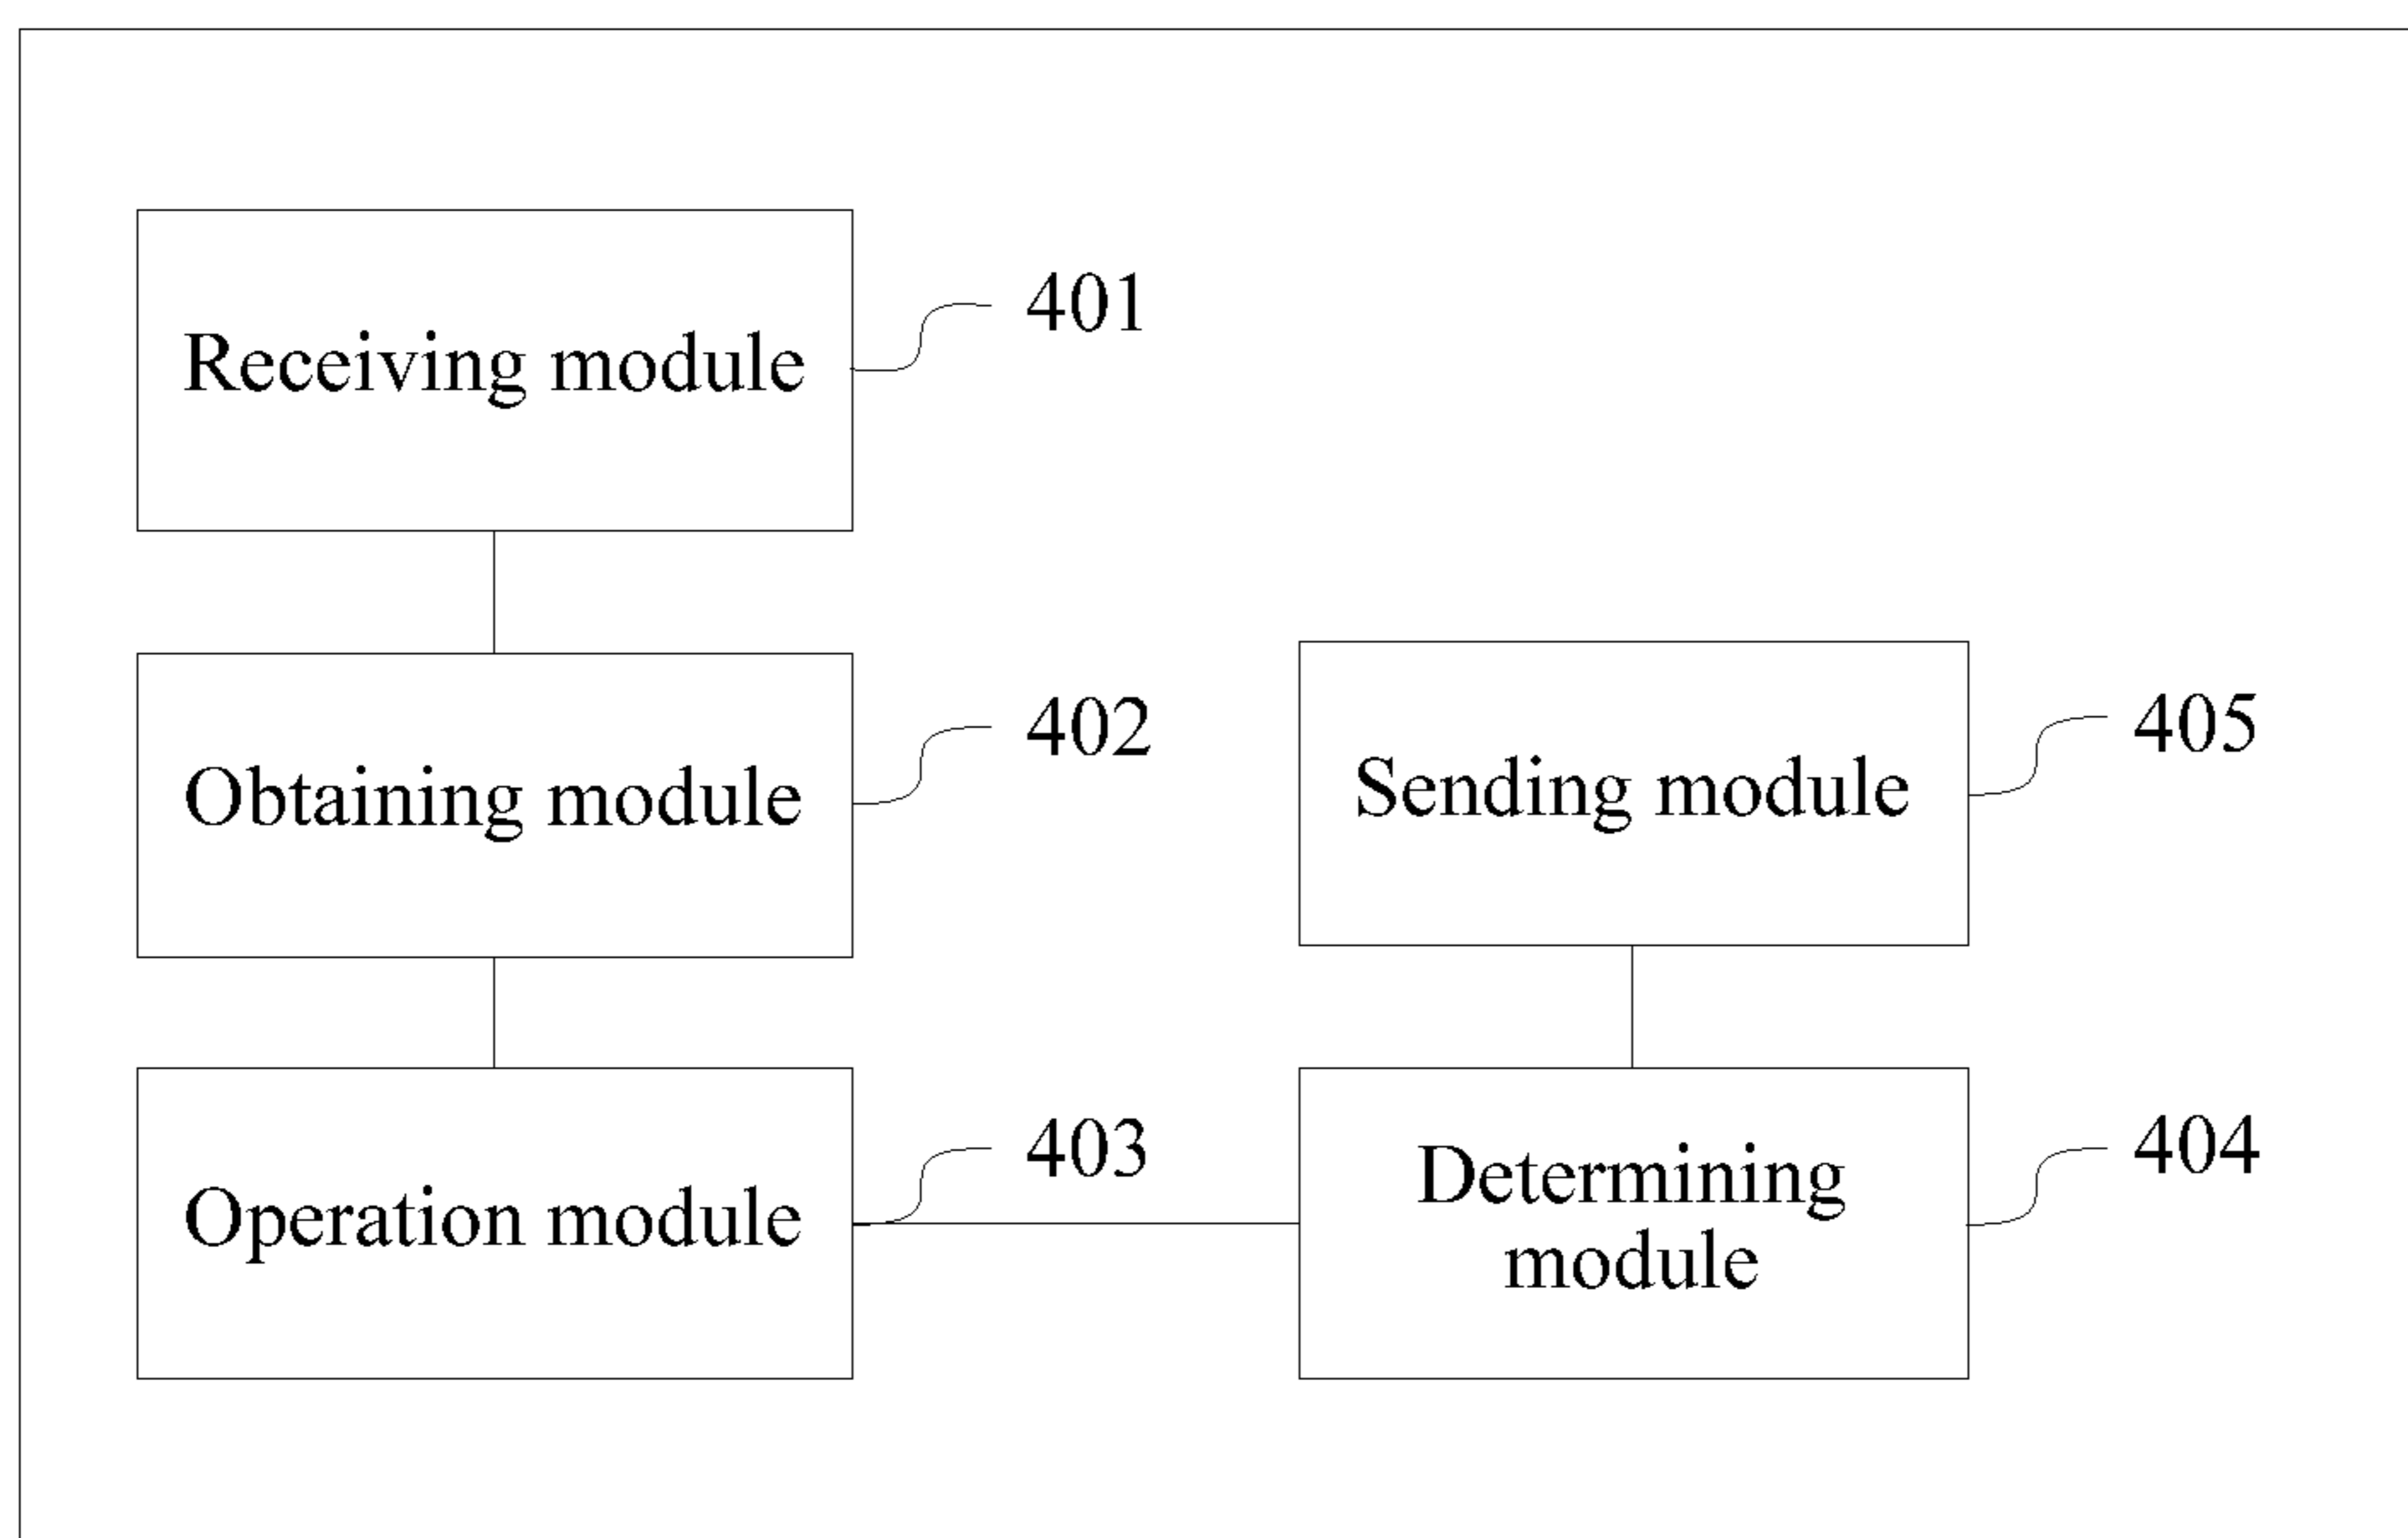 Receiving module
401
Obtaining module
402
Operation module
403
Sending module
405
Determining
module
404